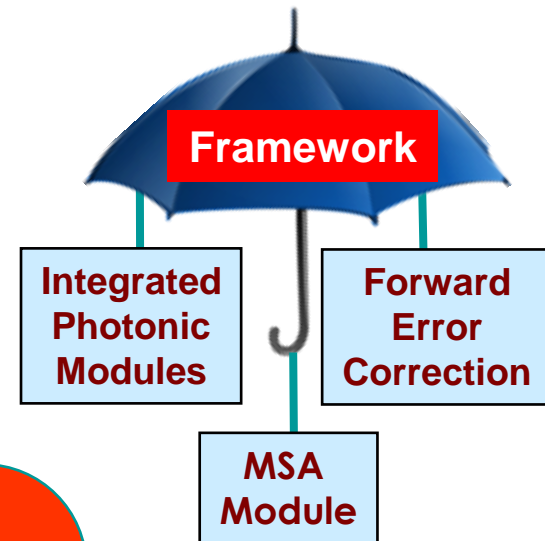 Framework
Integrated
Photonic
Modules
Forward
Error
Correction
MSA
Module